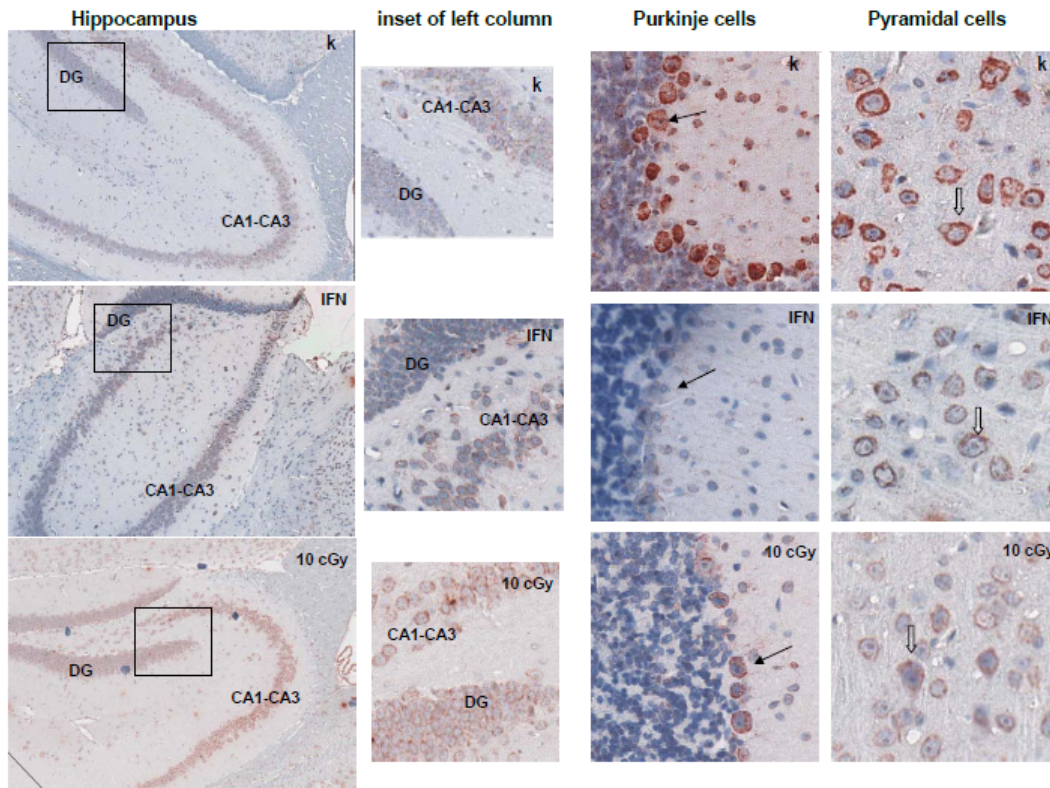 Hippocampus
inset of left column
Purkinje cells
Pyramidal cells
k
DG
CA1-CA3
k
CA1-CA3
DG
k
k
IFN
DG
CA1-CA3
IFN
DG
CA1-CA3
IFN
IFN
10 cGy
DG
CA1-CA3
10 cGy
CA1-CA3
DG
10 cGy
10 cGy